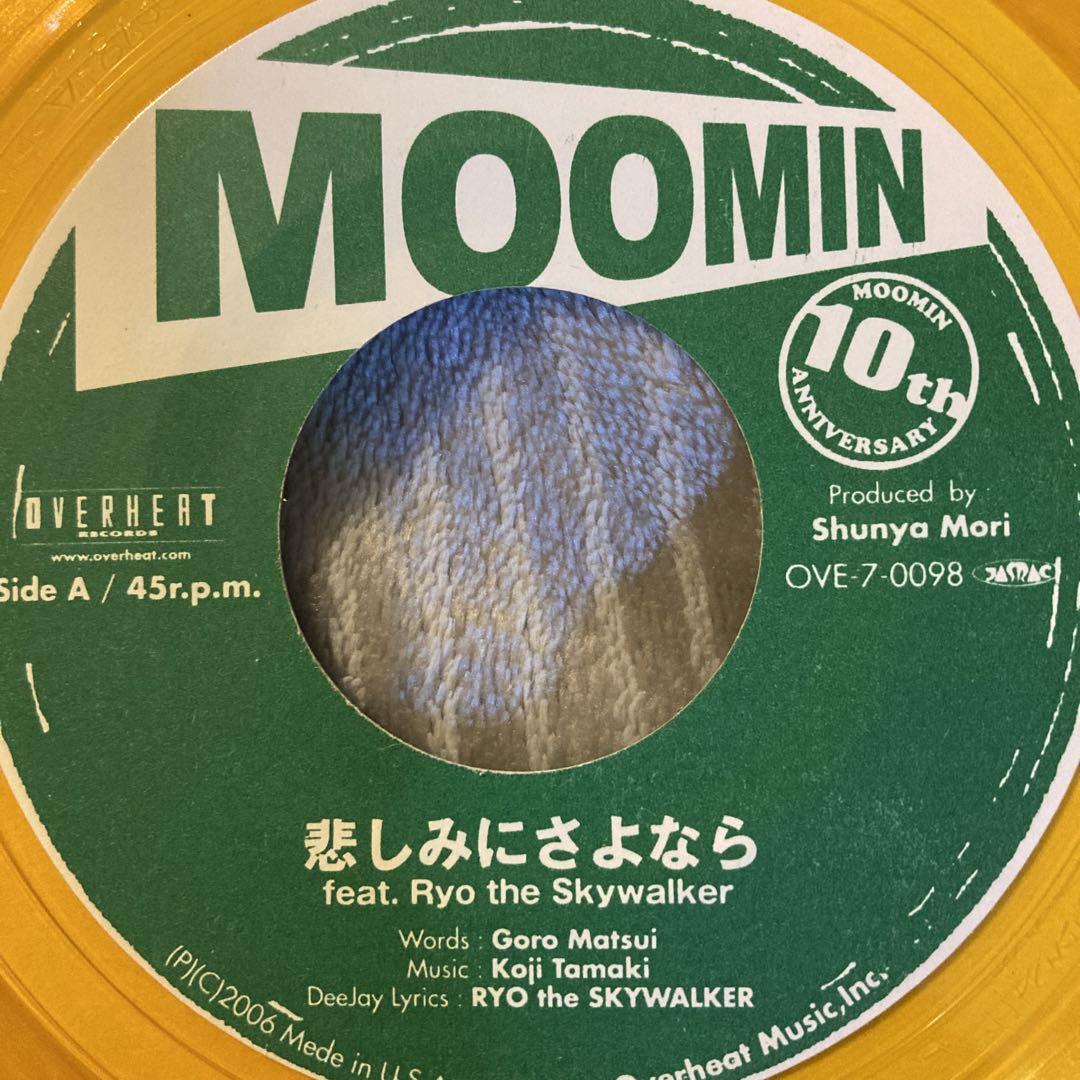 MOOMIN
MOOMIN
10th
ANNIVERSARY
OVERHEAT
RECORDS
www.overheat.com
Side A / 45r.p.m.
Produced by
Shunya Mori
OVE-7-0098 JASRAC
悲しみにさよなら
feat. Ryo the Skywalker
Words : Goro Matsui
Music : Koji Tamaki
DeeJay Lyrics : RYO the SKYWALKER
(P)(C)2006 Mede in U.S.A
Overheat Music,Inc.